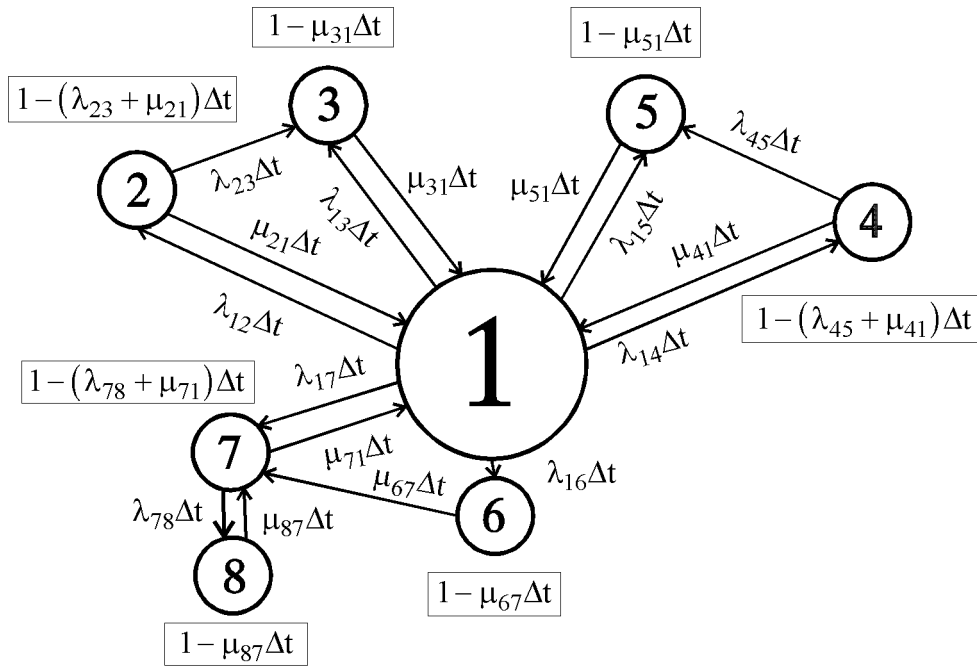 1 − μ₃₁Δt
1 − μ₅₁Δt
1 − (λ₂₃ + μ₂₁)Δt
3
5
λ₂₃Δt
λ₁₃Δt
μ₃₁Δt
μ₅₁Δt
λ₁₅Δt
λ₄₅Δt
2
4
μ₂₁Δt
μ₄₁Δt
λ₁₂Δt
1
λ₁₄Δt
1 − (λ₄₅ + μ₄₁)Δt
1 − (λ₇₈ + μ₇₁)Δt
λ₁₇Δt
7
μ₇₁Δt
μ₆₇Δt
λ₁₆Δt
λ₇₈Δt
μ₈₇Δt
6
8
1 − μ₆₇Δt
1 − μ₈₇Δt